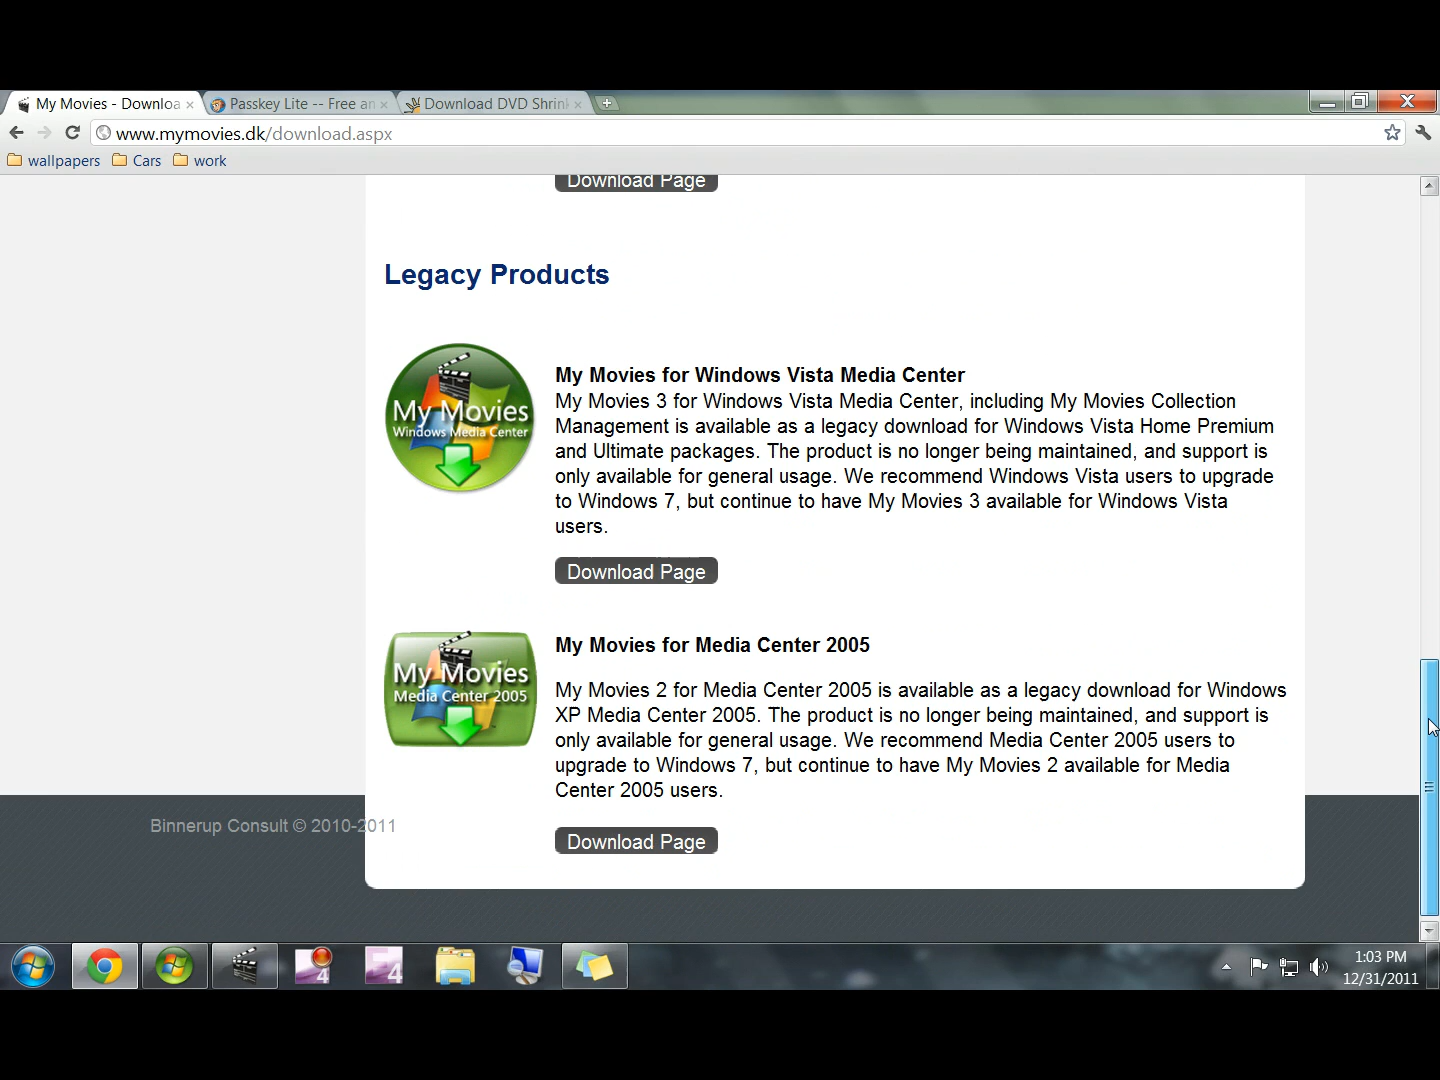 My Movies - Downloa
Passkey Lite -- Free an
Download DVD Shrin
www.mymovies.dk/download.aspx
wallpapers
Cars
work
Download Page
Legacy Products
My Movies
Windows Media Center
My Movies for Windows Vista Media Center
My Movies 3 for Windows Vista Media Center, including My Movies Collection
Management is available as a legacy download for Windows Vista Home Premium
and Ultimate packages. The product is no longer being maintained, and support is
only available for general usage. We recommend Windows Vista users to upgrade
to Windows 7, but continue to have My Movies 3 available for Windows Vista
users.
Download Page
My Movies
Media Center 2005
My Movies for Media Center 2005
My Movies 2 for Media Center 2005 is available as a legacy download for Windows
XP Media Center 2005. The product is no longer being maintained, and support is
only available for general usage. We recommend Media Center 2005 users to
upgrade to Windows 7, but continue to have My Movies 2 available for Media
Center 2005 users.
Download Page
Binnerup Consult © 2010-2011
4
4
1:03 PM
12/31/2011